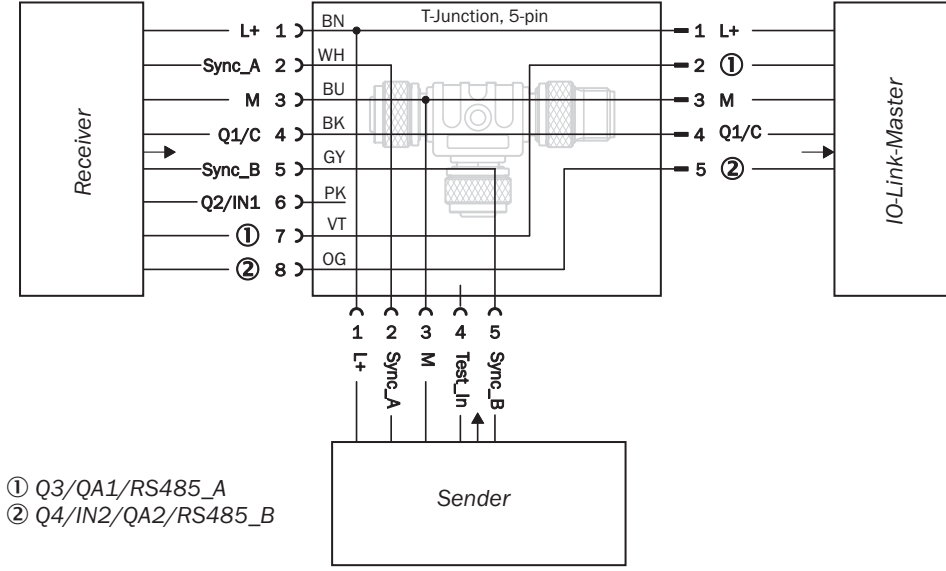 T-Junction, 5-pin
Receiver
L+ 1 BN 1 L+
Sync_A 2 WH 2 ①
M 3 BU 3 M
Q1/C 4 BK 4 Q1/C
Sync_B 5 GY 5 ②
Q2/IN1 6 PK
① 7 VT
② 8 OG
IO-Link-Master
1 2 3 4 5
L+ Sync_A M Test_In Sync_B
Sender
① Q3/QA1/RS485_A
② Q4/IN2/QA2/RS485_B